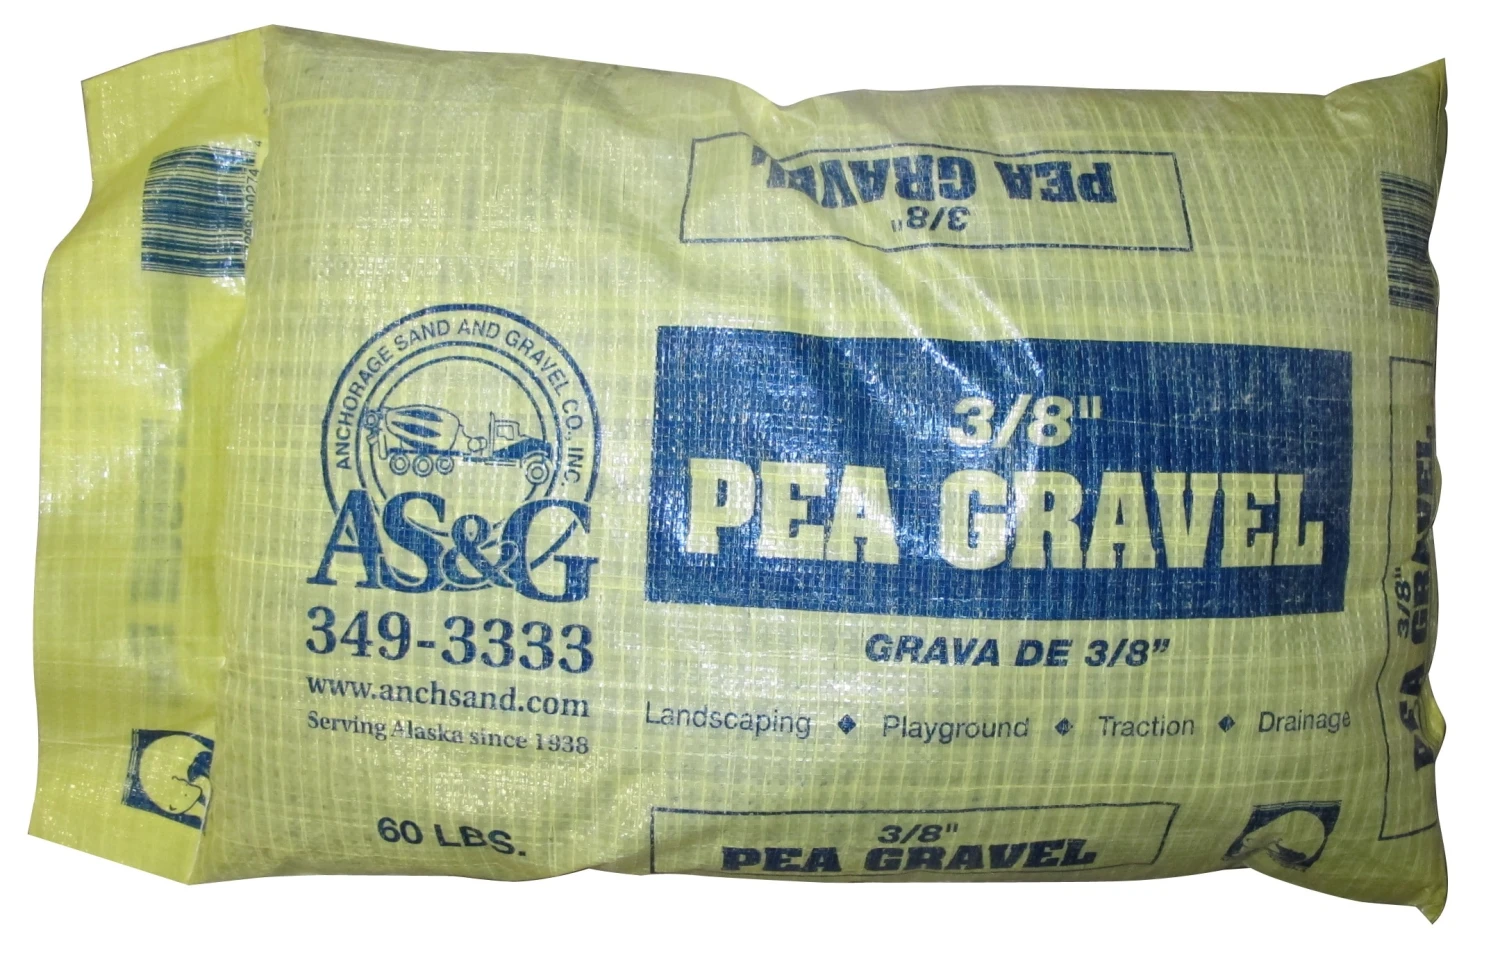 PEA GRAVEL
3/8"
ANCHORAGE SAND AND GRAVEL CO., INC.
AS&G
349-3333
www.anchsand.com
Serving Alaska since 1938
60 LBS.
3/8"
PEA GRAVEL
GRAVA DE 3/8”
Landscaping ◆ Playground ◆ Traction ◆ Drainage
3/8"
PEA GRAVEL
3/8"
PEA GRAVEL